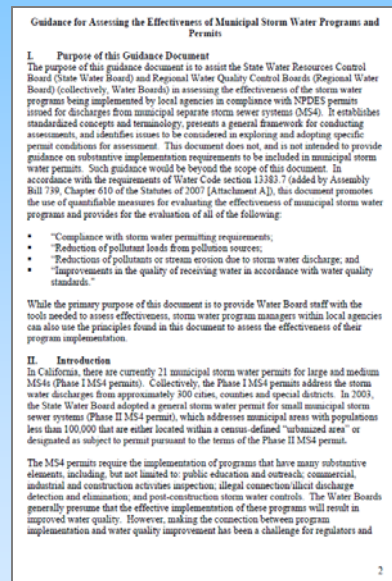 Guidance for Assessing the Effectiveness of Municipal Storm Water Programs and
Permits
I. Purpose of this Guidance Document
The purpose of this guidance document is to assist the State Water Resources Control
Board (State Water Board) and Regional Water Quality Control Boards (Regional Water
Board) (collectively, Water Boards) in assessing the effectiveness of the storm water
programs being implemented by local agencies in compliance with NPDES permits
issued for discharges from municipal separate storm sewer systems (MS4). It establishes
standardized concepts and terminology, presents a general framework for conducting
assessments, and identifies issues to be considered in exploring and adopting specific
permit conditions for assessment. This document does not, and is not intended to provide
guidance on substantive implementation requirements to be included in municipal storm
water permits. Such guidance would be beyond the scope of this document. In
accordance with the requirements of Water Code section 13383.7 (added by Assembly
Bill 739, Chapter 610 of the Statutes of 2007 [Attachment A]), this document promotes
the use of quantifiable measures for evaluating the effectiveness of municipal storm water
programs and provides for the evaluation of all of the following:
▪ "Compliance with storm water permitting requirements;
▪ "Reduction of pollutant loads from pollution sources;
▪ "Reductions of pollutants or stream erosion due to storm water discharge; and
▪ "Improvements in the quality of receiving water in accordance with water quality
standards."
While the primary purpose of this document is to provide Water Board staff with the
tools needed to assess effectiveness, storm water program managers within local agencies
can also use the principles found in this document to assess the effectiveness of their
program implementation.
II. Introduction
In California, there are currently 21 municipal storm water permits for large and medium
MS4s (Phase I MS4 permits). Collectively, the Phase I MS4 permits address the storm
water discharges from approximately 300 cities, counties and special districts. In 2003,
the State Water Board adopted a general storm water permit for small municipal storm
sewer systems (Phase II MS4 permit), which addresses municipal areas with populations
less than 100,000 that are either located within a census-defined "urbanized area" or
designated as subject to permit pursuant to the terms of the Phase II MS4 permit.
The MS4 permits require the implementation of programs that have many substantive
elements, including, but not limited to: public education and outreach; commercial,
industrial and construction activities inspection; illegal connection/illicit discharge
detection and elimination; and post-construction storm water controls. The Water Boards
generally presume that the effective implementation of these programs will result in
improved water quality. However, making the connection between program
implementation and water quality improvement has been a challenge for regulators and
2